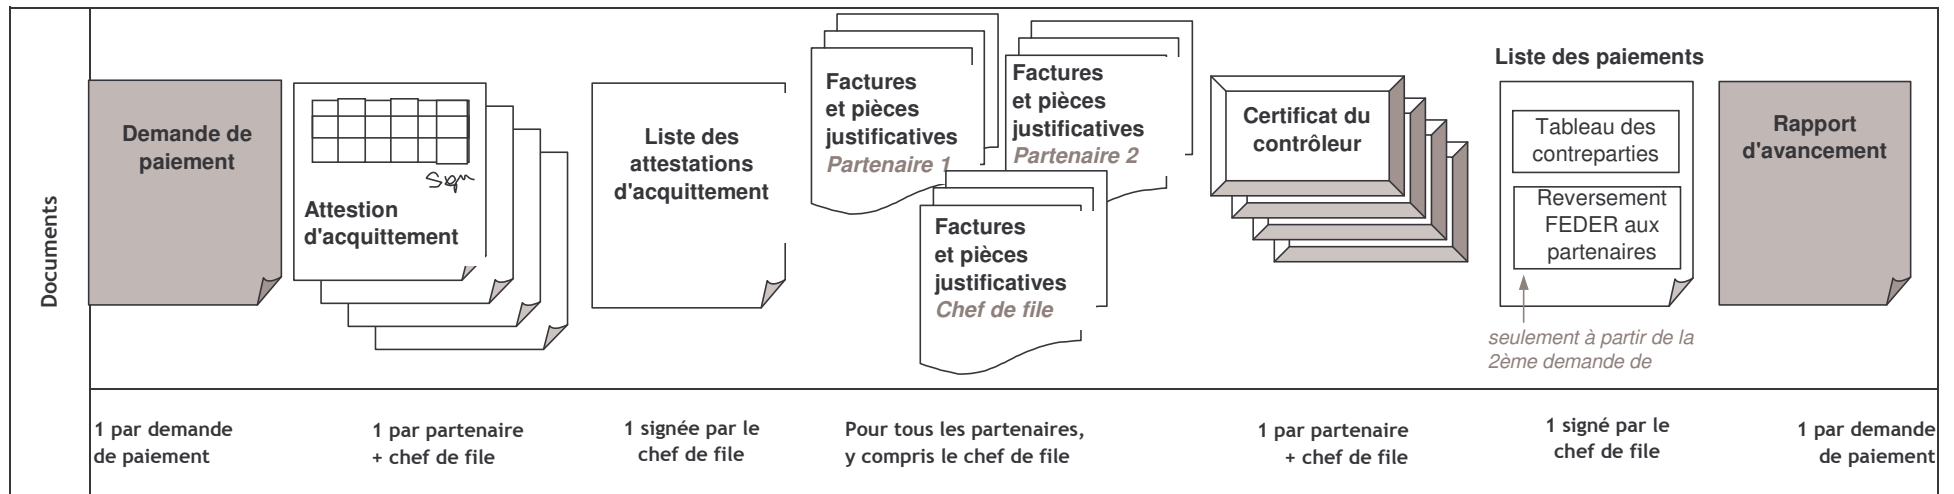 Documents
Demande de
paiement
Sign
Attestion
d'acquittement
Liste des
attestations
d'acquittement
Factures
et pièces
justificatives
Partenaire 1
Factures
et pièces
justificatives
Partenaire 2
Factures
et pièces
justificatives
Chef de file
Certificat du
contrôleur
Liste des paiements
Tableau des
contreparties
Reversement
FEDER aux
partenaires
seulement à partir de la
2ème demande de
Rapport
d'avancement
1 par demande
de paiement
1 par partenaire
+ chef de file
1 signée par le
chef de file
Pour tous les partenaires,
y compris le chef de file
1 par partenaire
+ chef de file
1 signé par le
chef de file
1 par demande
de paiement